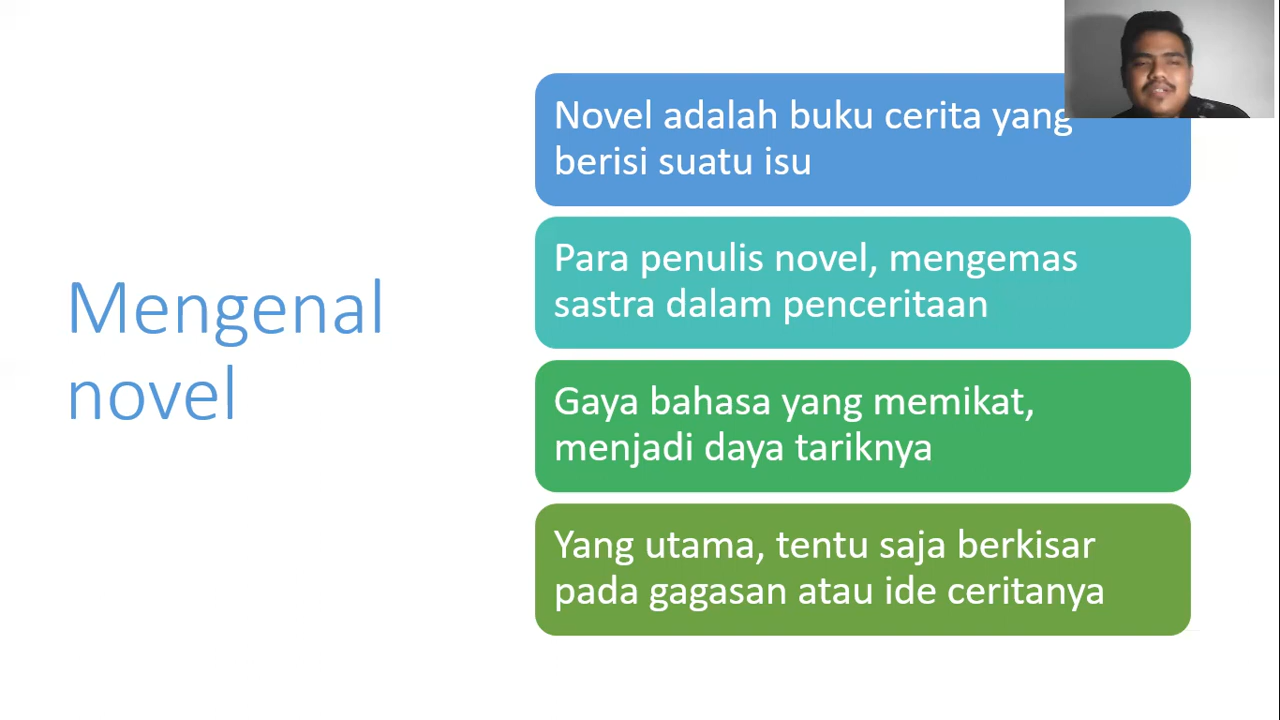 Mengenal
novel
Novel adalah buku cerita yang
berisi suatu isu
Para penulis novel, mengemas
sastra dalam penceritaan
Gaya bahasa yang memikat,
menjadi daya tariknya
Yang utama, tentu saja berkisar
pada gagasan atau ide ceritanya